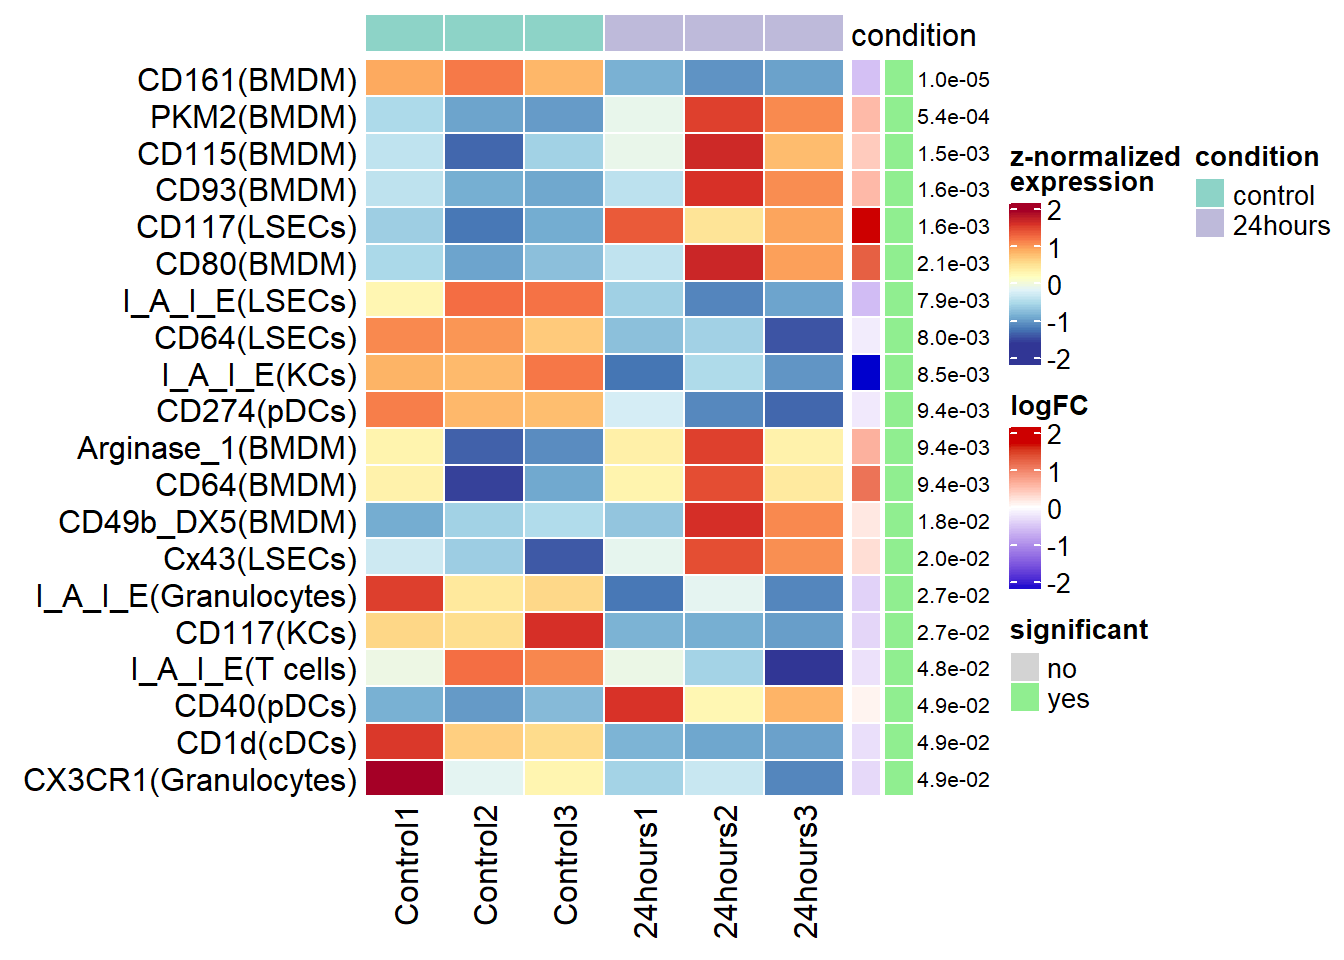 condition
CD161(BMDM) 1.0e-05
PKM2(BMDM) 5.4e-04
CD115(BMDM) 1.5e-03
CD93(BMDM) 1.6e-03
CD117(LSECs) 1.6e-03
CD80(BMDM) 2.1e-03
I_A_I_E(LSECs) 7.9e-03
CD64(LSECs) 8.0e-03
I_A_I_E(KCs) 8.5e-03
CD274(pDCs) 9.4e-03
Arginase_1(BMDM) 9.4e-03
CD64(BMDM) 9.4e-03
CD49b_DX5(BMDM) 1.8e-02
Cx43(LSECs) 2.0e-02
I_A_I_E(Granulocytes) 2.7e-02
CD117(KCs) 2.7e-02
I_A_I_E(T cells) 4.8e-02
CD40(pDCs) 4.9e-02
CD1d(cDCs) 4.9e-02
CX3CR1(Granulocytes) 4.9e-02
Control1
Control2
Control3
24hours1
24hours2
24hours3
z-normalized
expression
2
1
0
-1
-2
logFC
2
1
0
-1
-2
significant
no
yes
condition
control
24hours